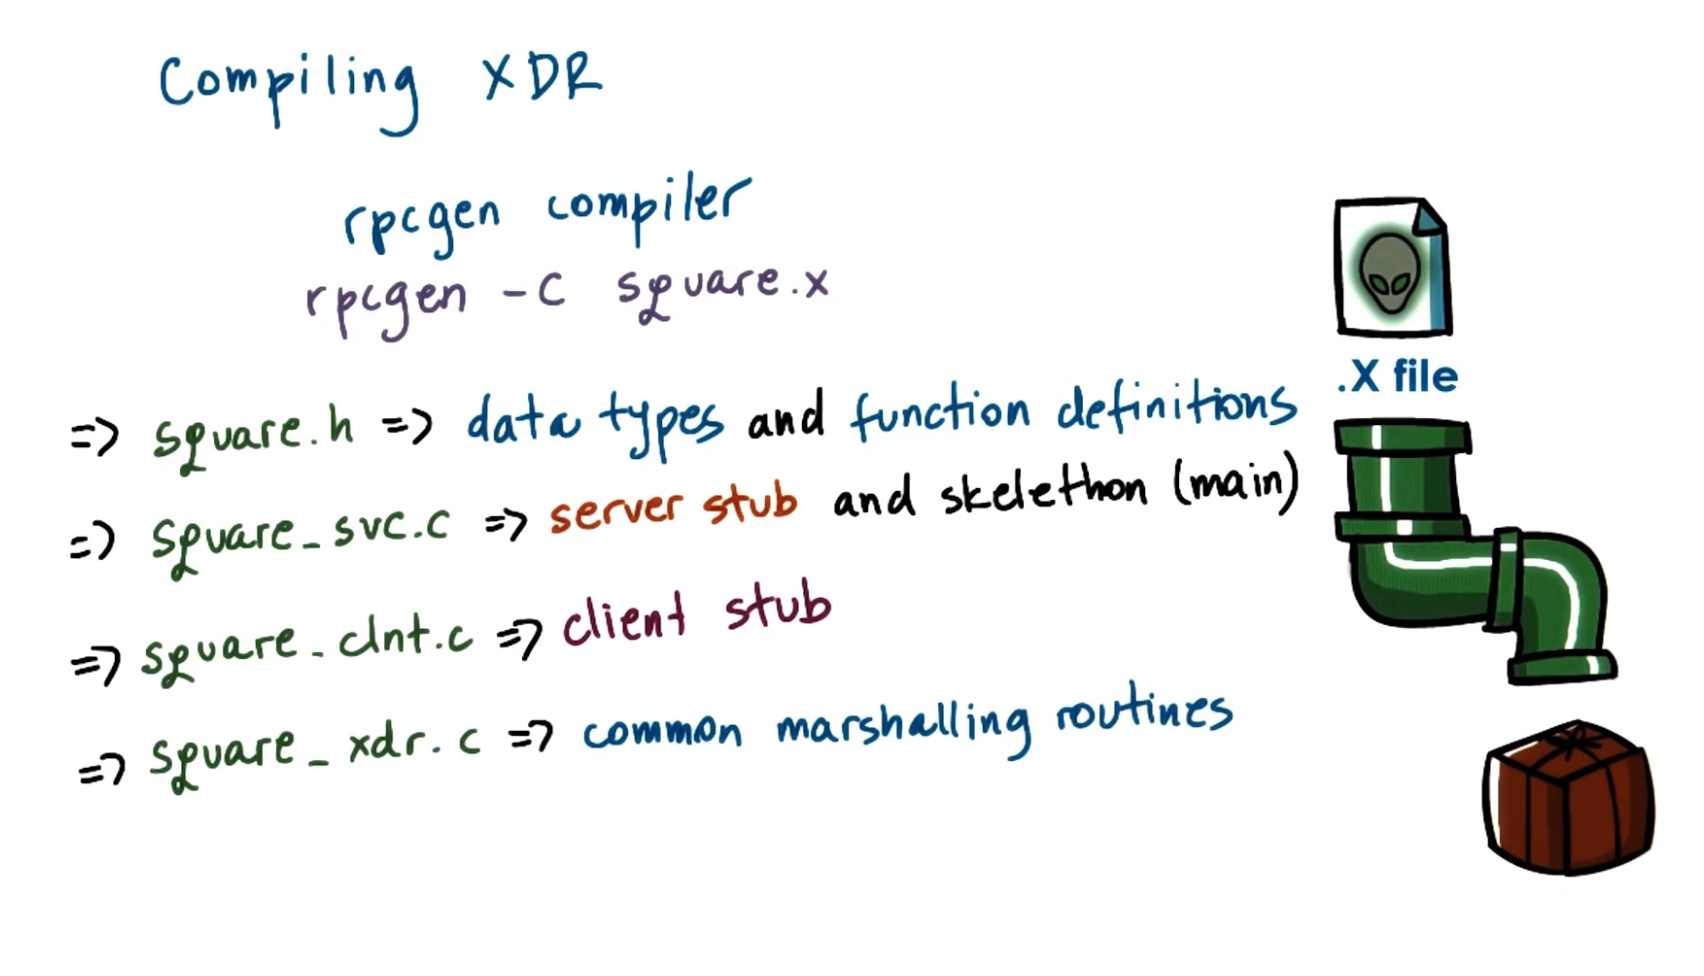 Compiling XDR
rpcgen compiler
rpcgen -C square.x
.X file
=> square.h => data types and function definitions
=> square_svc.c => server stub and skelethon (main)
=> square_clnt.c => client stub
=> square_xdr.c => common marshalling routines